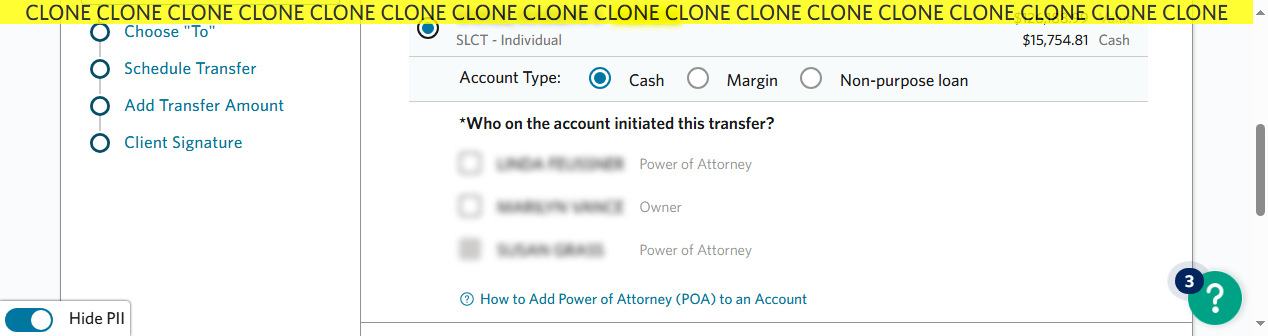 CLONE CLONE CLONE CLONE CLONE CLONE CLONE CLONE CLONE CLONE CLONE CLONE CLONE CLONE CLONE CLONE CLONE
Choose "To"
Schedule Transfer
Add Transfer Amount
Client Signature
SLCT - Individual
$15,754.81 Cash
Account Type: Cash Margin Non-purpose loan
*Who on the account initiated this transfer?
Power of Attorney
Owner
Power of Attorney
How to Add Power of Attorney (POA) to an Account
Hide PII
3
?